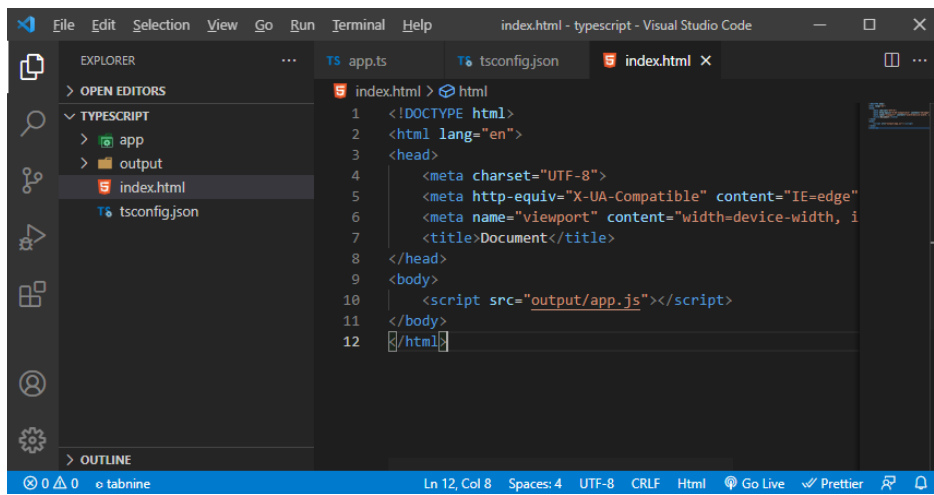 File Edit Selection View Go Run Terminal Help index.html - typescript - Visual Studio Code
EXPLORER
OPEN EDITORS
TYPESCRIPT
app
output
index.html
tsconfig.json
OUTLINE
TS app.ts TS tsconfig.json 5 index.html
5 index.html > html
1 <!DOCTYPE html>
2 <html lang="en">
3 <head>
4 <meta charset="UTF-8">
5 <meta http-equiv="X-UA-Compatible" content="IE=edge"
6 <meta name="viewport" content="width=device-width, i
7 <title>Document</title>
8 </head>
9 <body>
10 <script src="output/app.js"></script>
11 </body>
12 </html>
0 0 tabnine Ln 12, Col 8 Spaces: 4 UTF-8 CRLF Html Go Live Prettier